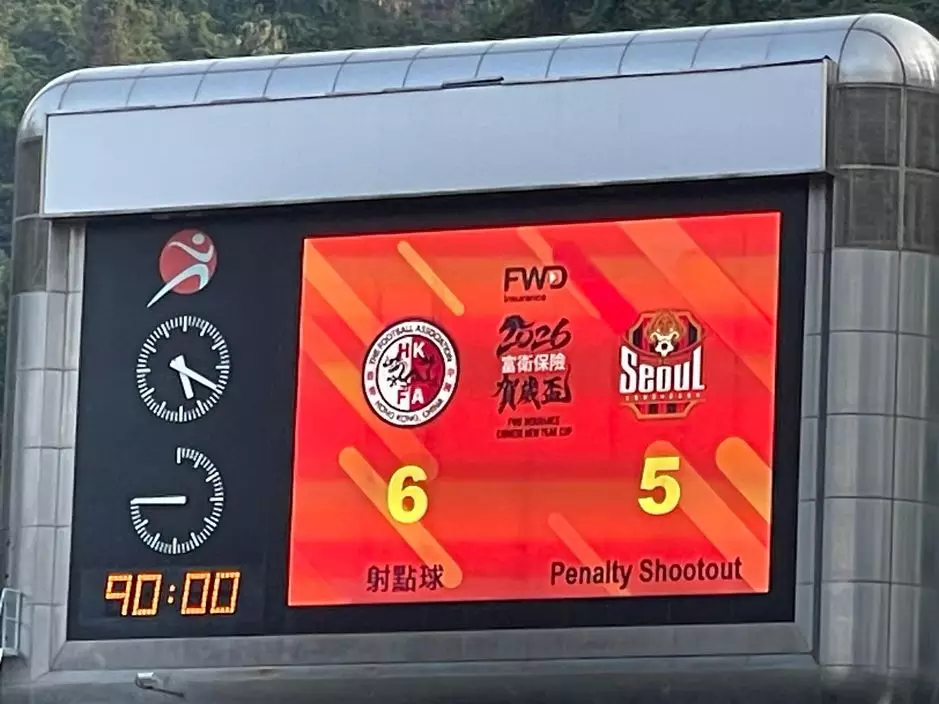 FWD
Insurance
THE FOOTBALL ASSOCIATION
HK
FA
HONG KONG, CHINA
2026
富衛保險
賀歲盃
FWD INSURANCE
CHINESE NEW YEAR CUP
Seoul
6
5
射點球
Penalty Shootout
90:00